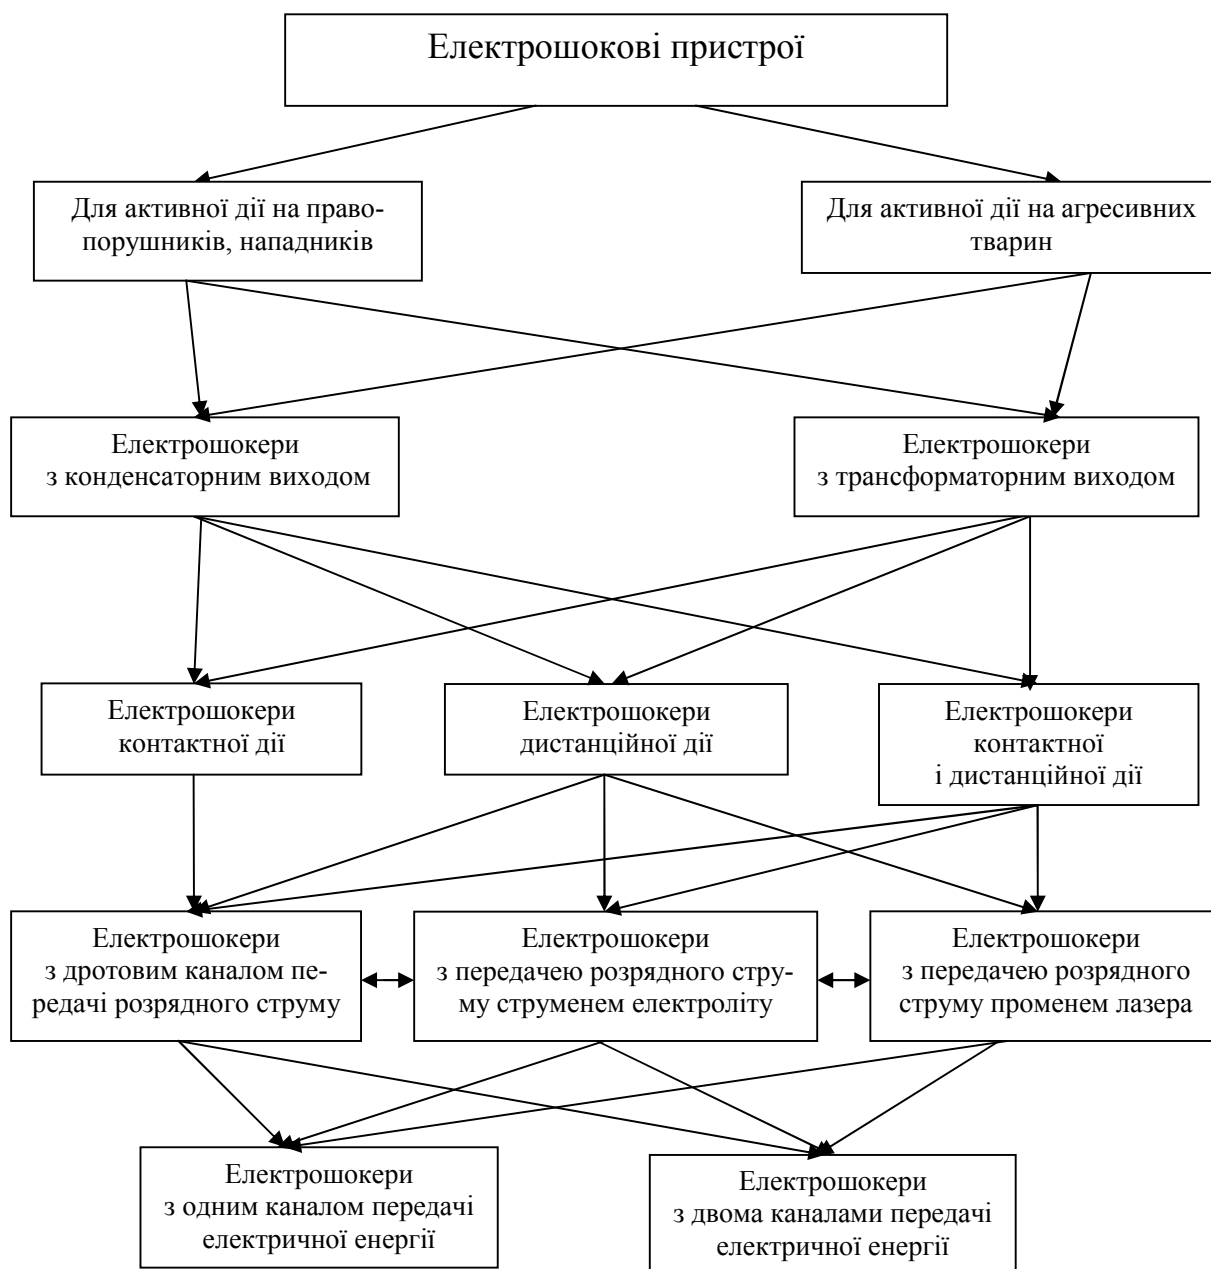 Електрошокові пристрої
Для активної дії на право-
порушників, нападників
Для активної дії на агресивних
тварин
Електрошокери
з конденсаторним виходом
Електрошокери
з трансформаторним виходом
Електрошокери
контактної дії
Електрошокери
дистанційної дії
Електрошокери
контактної
і дистанційної дії
Електрошокери
з дротовим каналом пе-
редачі розрядного струму
Електрошокери
з передачею розрядного стру-
му струменем електроліту
Електрошокери
з передачею розрядного
струму променем лазера
Електрошокери
з одним каналом передачі
електричної енергії
Електрошокери
з двома каналами передачі
електричної енергії